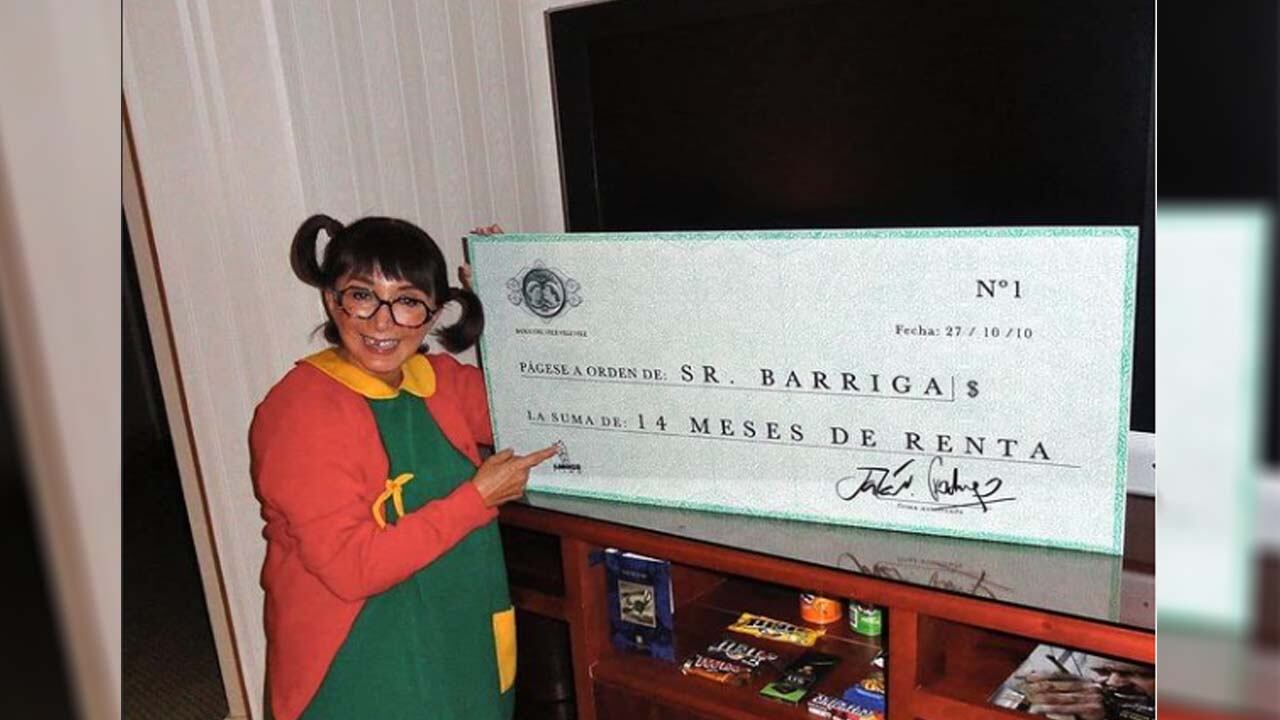 Nº1
Fecha: 27 / 10 /10
PÁGESE A ORDEN DE: SR. BARRIGA $
LA SUMA DE: 14 MESES DE RENTA